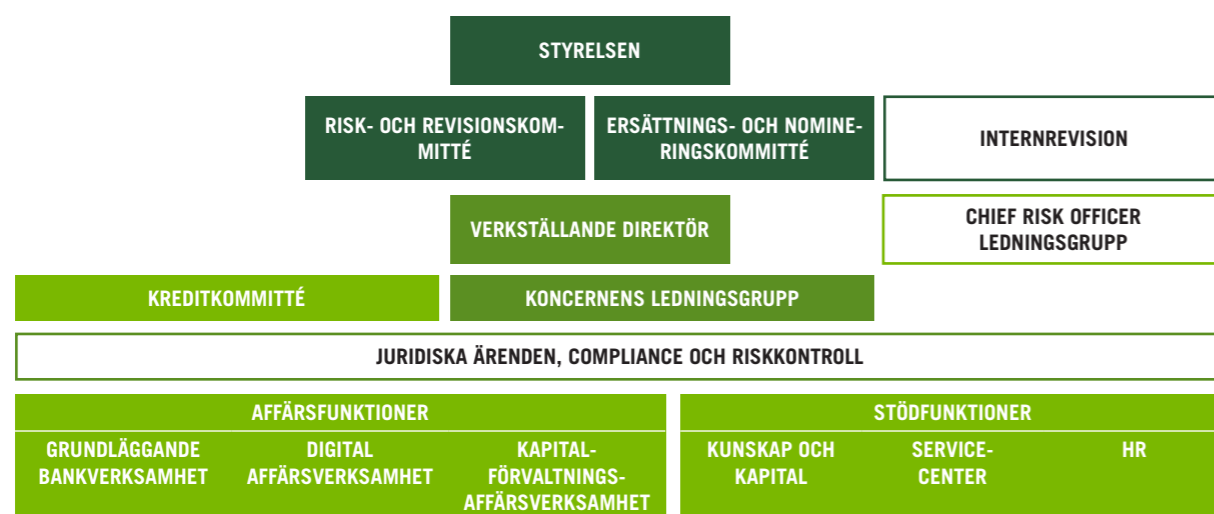 STYRELSEN
RISK- OCH REVISIONSKOM-
MITTÉ
ERSÄTTNINGS- OCH NOMINE-
RINGSKOMMITTÉ
INTERNREVISION
VERKSTÄLLANDE DIREKTÖR
CHIEF RISK OFFICER
LEDNINGSGRUPP
KREDITKOMMITTÉ
KONCERNENS LEDNINGSGRUPP
JURIDISKA ÄRENDEN, COMPLIANCE OCH RISKKONTROLL
AFFÄRSFUNKTIONER
GRUNDLÄGGANDE
BANKVERKSAMHET
DIGITAL
AFFÄRSVERKSAMHET
KAPITAL-
FÖRVALTNINGS-
AFFÄRSVERKSAMHET
STÖDFUNKTIONER
KUNSKAP OCH
KAPITAL
SERVICE-
CENTER
HR